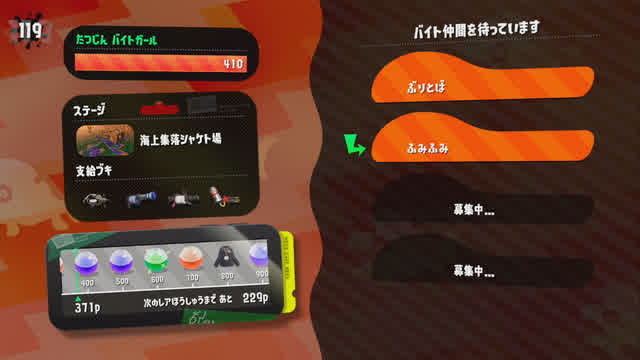 119
たつじん バイトガール
410
ステージ
海上集落シャケト場
支給ブキ
400 500 600 700 800 900
371p 次のレアほうしゅうまで あと 229p
バイト仲間を待っています
ぶりとば
ふみふみ
募集中...
募集中...